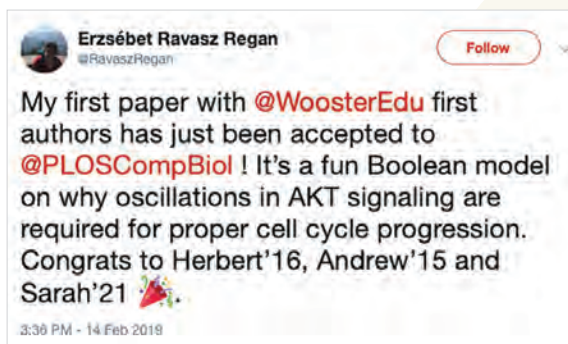 Erzsébet Ravasz Regan
@RavaszRegan
Follow
My first paper with @WoosterEdu first
authors has just been accepted to
@PLOSCompBiol ! It's a fun Boolean model
on why oscillations in AKT signaling are
required for proper cell cycle progression.
Congrats to Herbert'16, Andrew'15 and
Sarah'21 🎉.
3:36 PM - 14 Feb 2019